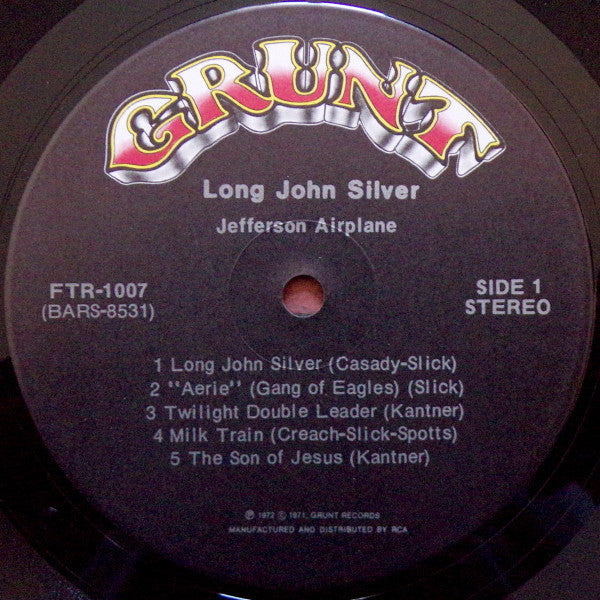 GRUNT
Long John Silver
Jefferson Airplane
FTR-1007
(BARS-8531)
SIDE 1
STEREO
1 Long John Silver (Casady-Slick)
2 "Aerie" (Gang of Eagles) (Slick)
3 Twilight Double Leader (Kantner)
4 Milk Train (Creach-Slick-Spotts)
5 The Son of Jesus (Kantner)
℗ 1972 © 1971, GRUNT RECORDS
MANUFACTURED AND DISTRIBUTED BY RCA